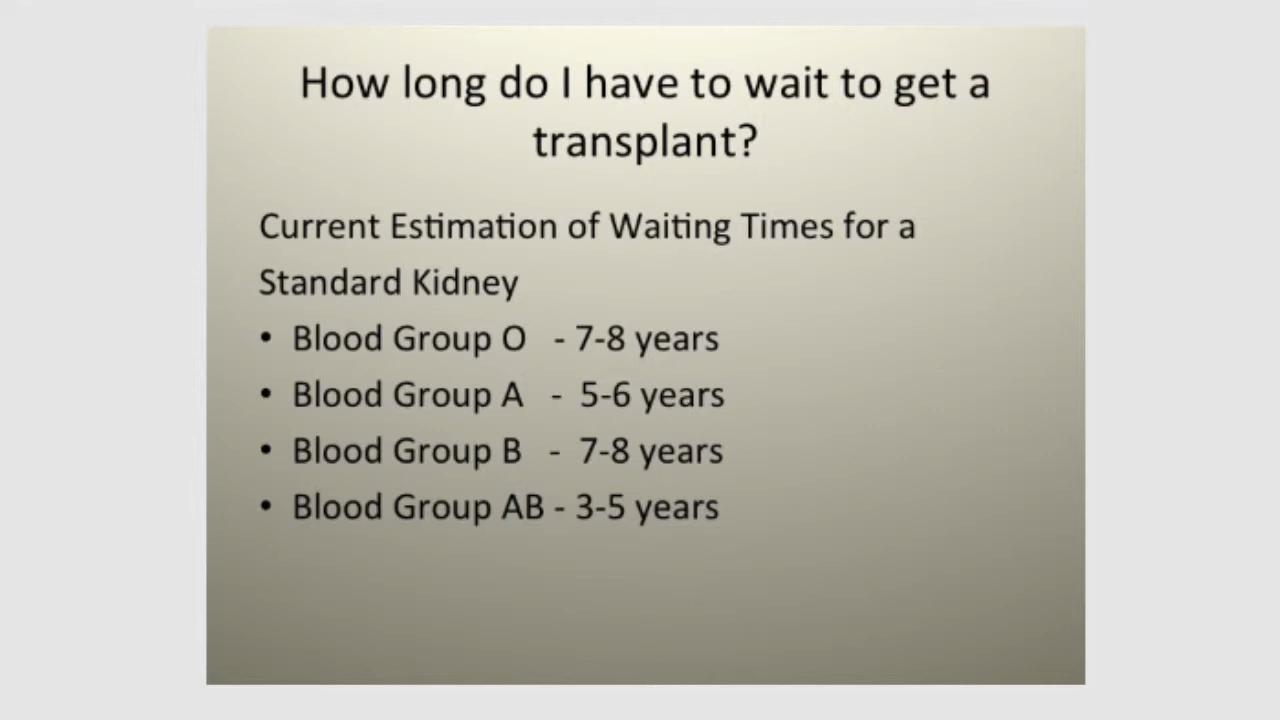 How long do I have to wait to get a
transplant?
Current Estimation of Waiting Times for a
Standard Kidney
• Blood Group O - 7-8 years
• Blood Group A - 5-6 years
• Blood Group B - 7-8 years
• Blood Group AB - 3-5 years